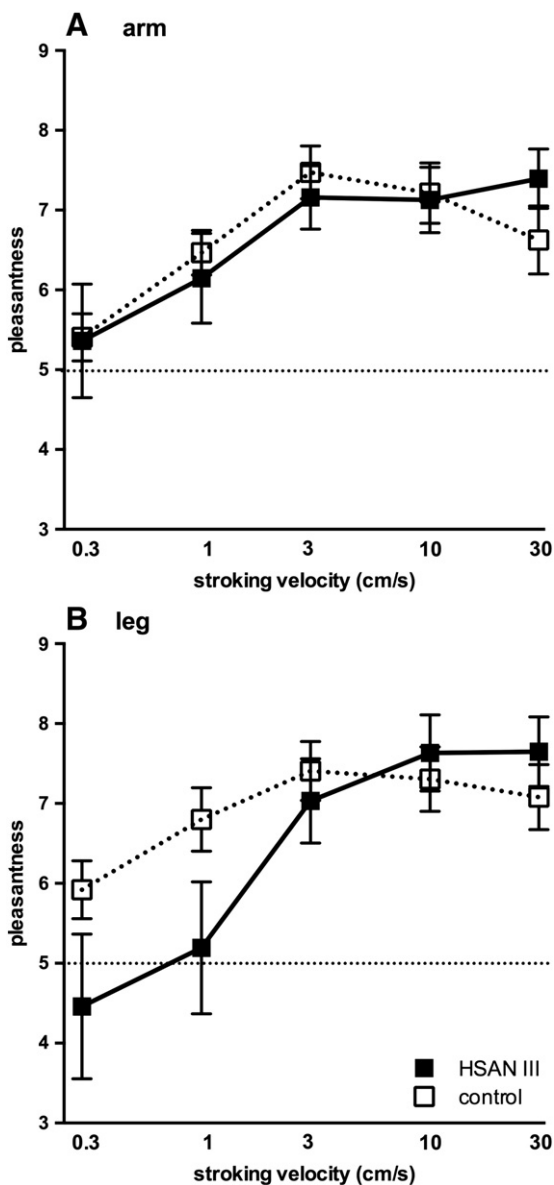 A arm
9
8
7
6
5
4
3
pleasantness
0.3 1 3 10 30
stroking velocity (cm/s)
B leg
9
8
7
6
5
4
3
pleasantness
HSAN III
control
0.3 1 3 10 30
stroking velocity (cm/s)